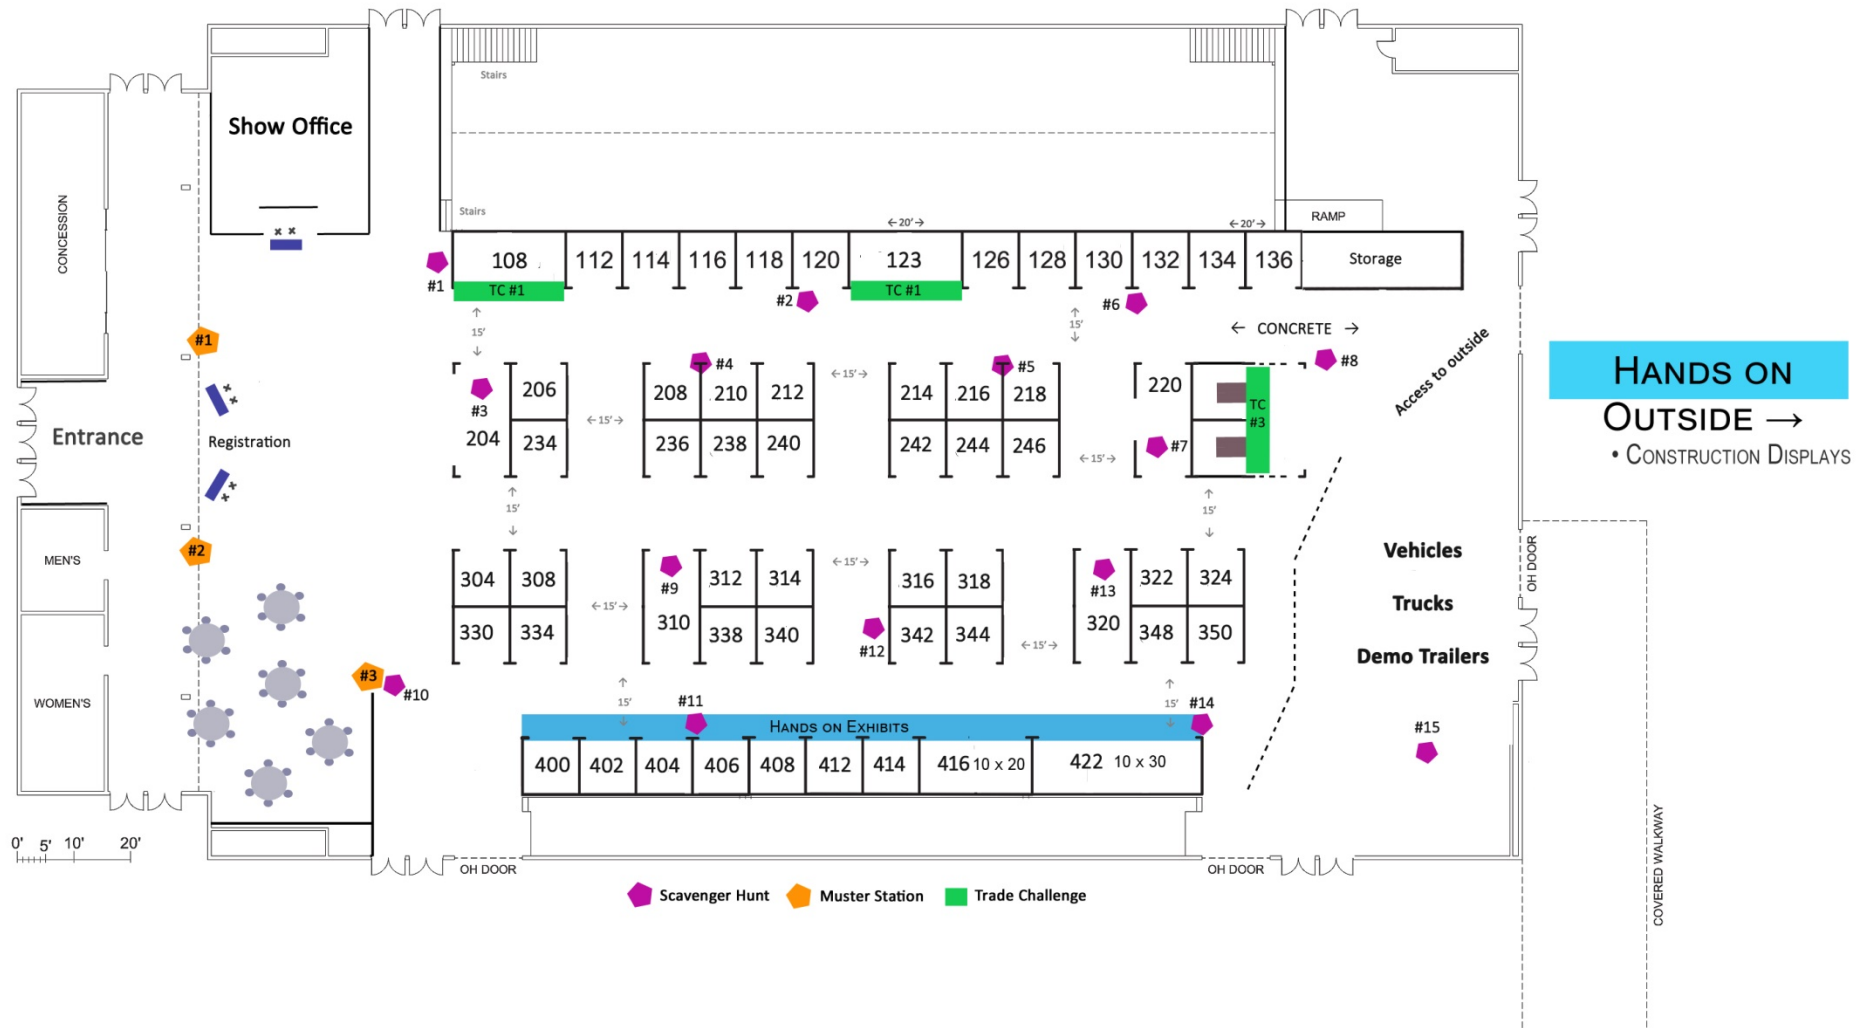 Stairs
Show Office
CONCESSION
Stairs
←20'→
←20'→
RAMP
108
112
114
116
118
120
123
126
128
130
132
134
136
Storage
#1
TC #1
#2
TC #1
#6
15'
15'
← CONCRETE →
Access to outside
HANDS ON
OUTSIDE →
• CONSTRUCTION DISPLAYS
#1
#4
←15'→
#5
#8
#3
206
208
210
212
214
216
218
220
TC
#3
204
234
←15'→
236
238
240
242
244
246
←15'→
#7
Entrance
Registration
15'
15'
MEN'S
#2
304
308
#9
312
314
←15'→
316
318
#13
322
324
←15'→
330
334
310
338
340
#12
342
344
←15'→
320
348
350
Vehicles
Trucks
Demo Trailers
OH DOOR
WOMEN'S
#3
#10
15'
#11
15'
#14
HANDS ON EXHIBITS
#15
400
402
404
406
408
412
414
416 10 x 20
422 10 x 30
0' 5' 10' 20'
OH DOOR
OH DOOR
COVERED WALKWAY
Scavenger Hunt
Muster Station
Trade Challenge